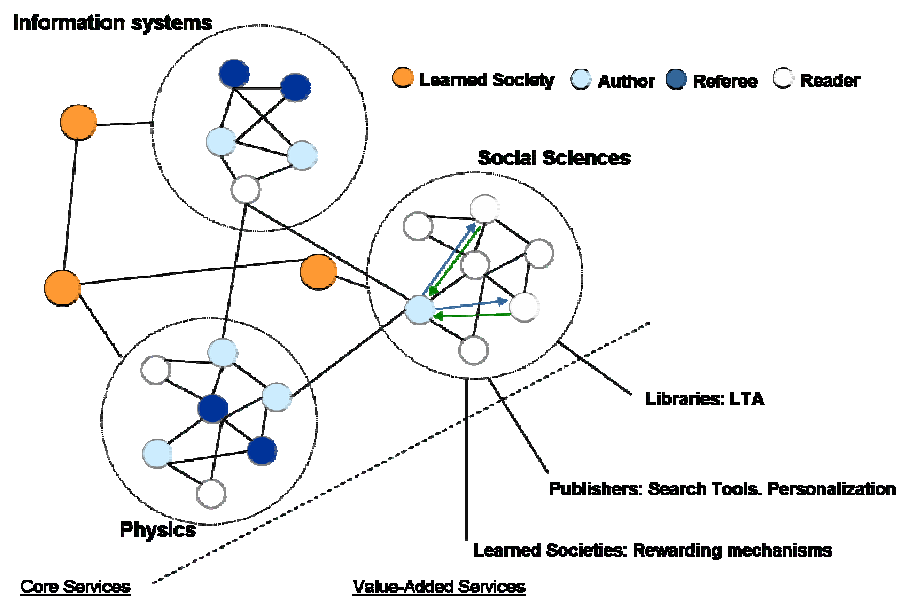 Information systems
Learned Society
Author
Referee
Reader
Social Sciences
Libraries: LTA
Publishers: Search Tools. Personalization
Physics
Learned Societies: Rewarding mechanisms
Core Services
Value-Added Services